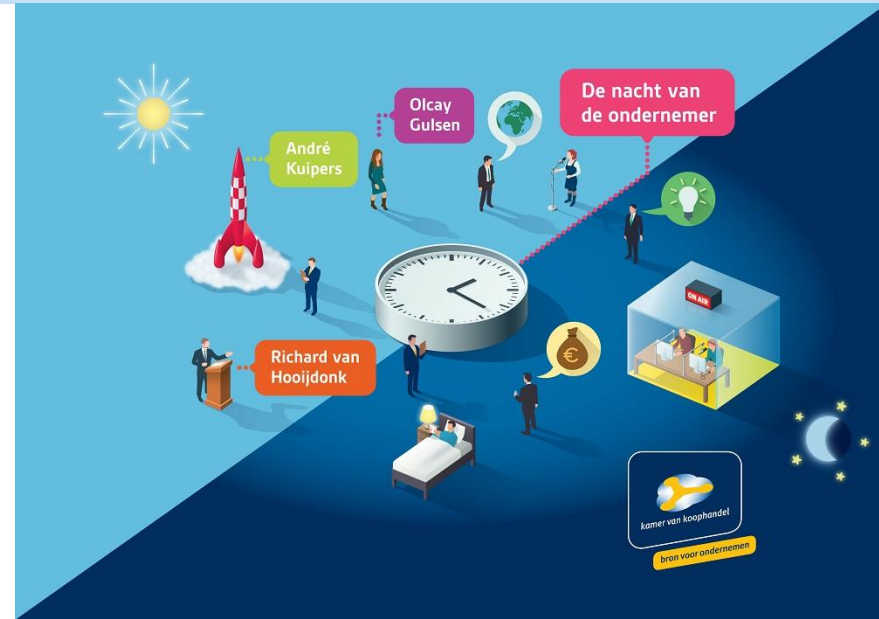 De nacht van
de ondernemer
Olcay
Gulsen
André
Kuipers
ON AIR
Richard van
Hooijdonk
€
kamer van koophandel
bron voor ondernemen